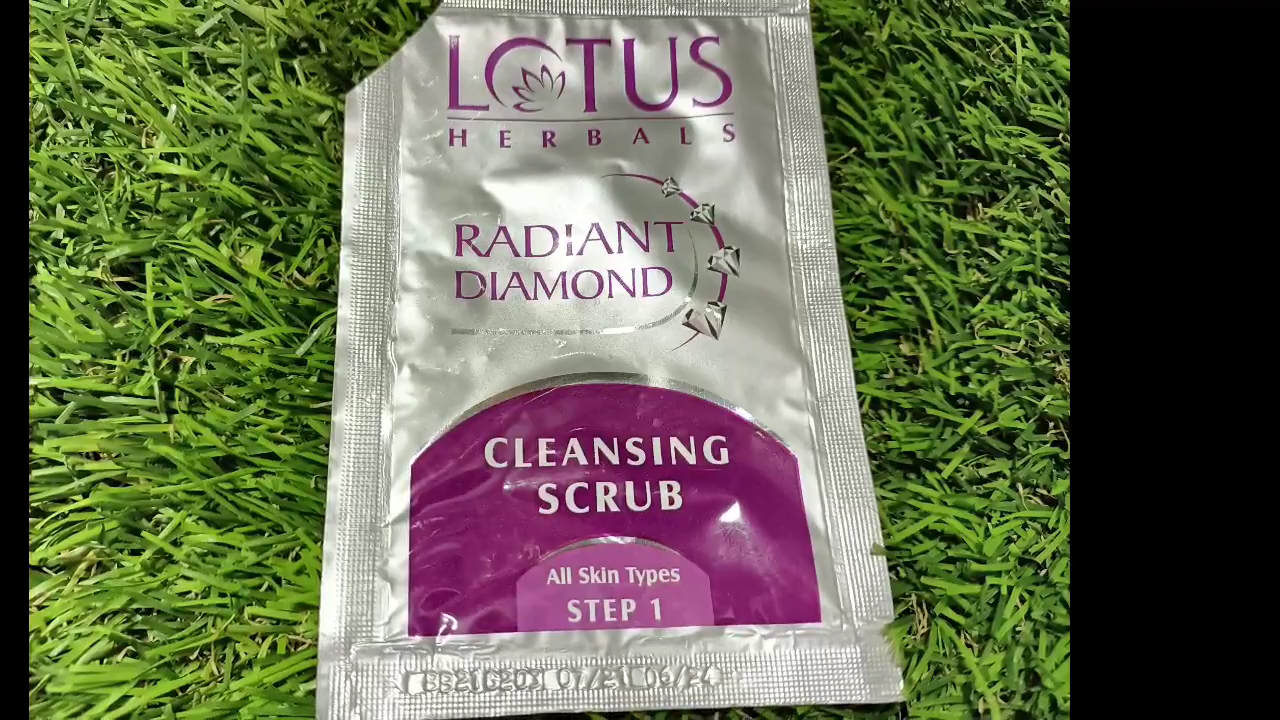 LOTUS
HERBALS
RADIANT
DIAMOND
CLEANSING
SCRUB
All Skin Types
STEP 1
07/21 06/24